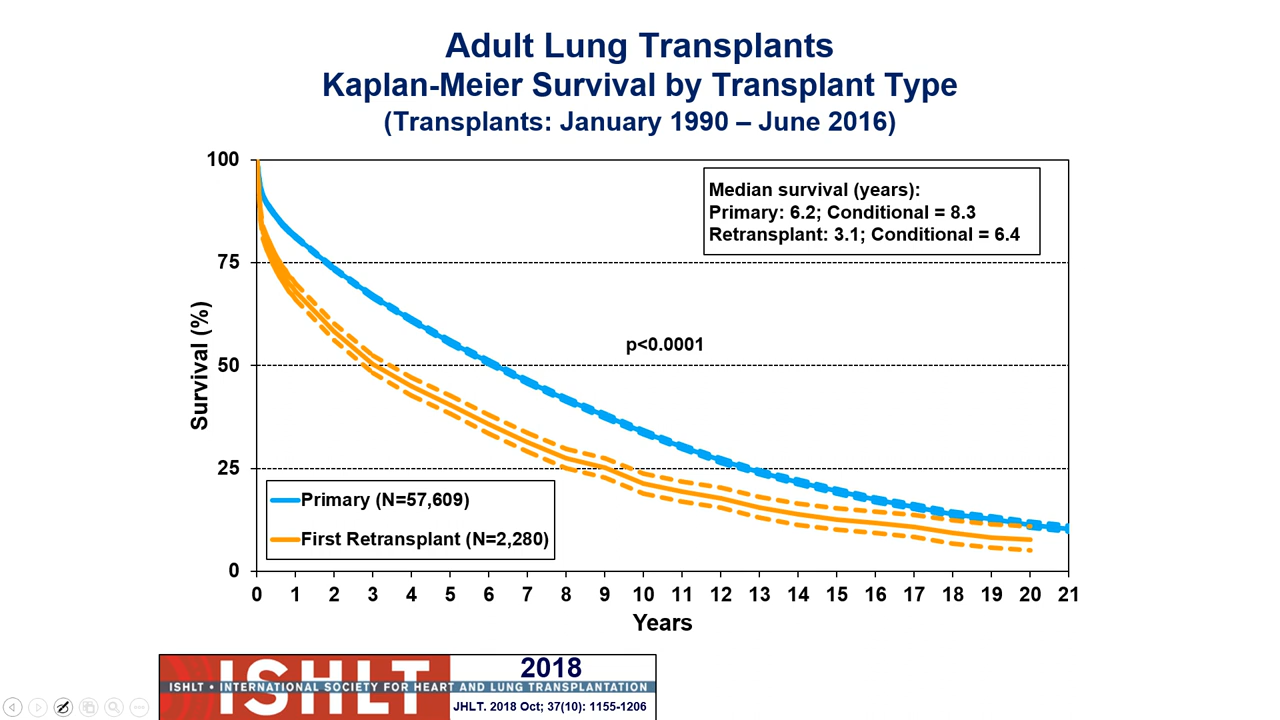 Adult Lung Transplants
Kaplan-Meier Survival by Transplant Type
(Transplants: January 1990 – June 2016)
100
75
50
25
0
Survival (%)
Median survival (years):
Primary: 6.2; Conditional = 8.3
Retransplant: 3.1; Conditional = 6.4
p<0.0001
Primary (N=57,609)
First Retransplant (N=2,280)
0 1 2 3 4 5 6 7 8 9 10 11 12 13 14 15 16 17 18 19 20 21
Years
ISHLT
2018
ISHLT • INTERNATIONAL SOCIETY FOR HEART AND LUNG TRANSPLANTATION
JHLT. 2018 Oct; 37(10): 1155-1206